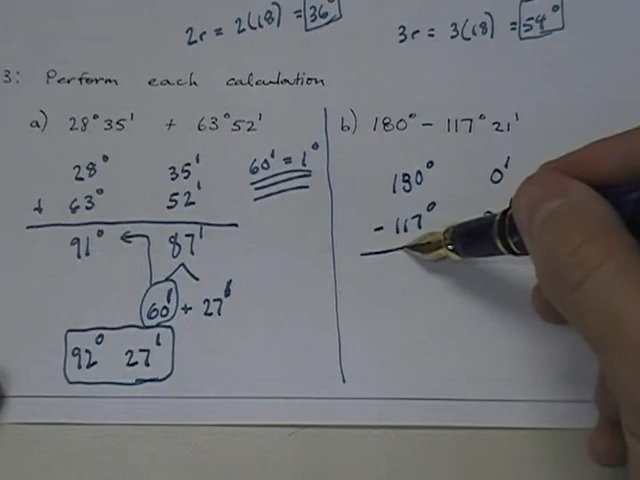 2r = 2(18) = 36°
3r = 3(18) = 54°
3: Perform each calculation
a) 28°35' + 63°52'
28° 35'
+ 63° 52'
91° 87'
60' + 27'
92° 27'
60' = 1°
b) 180° - 117°21'
180° 0'
- 117°